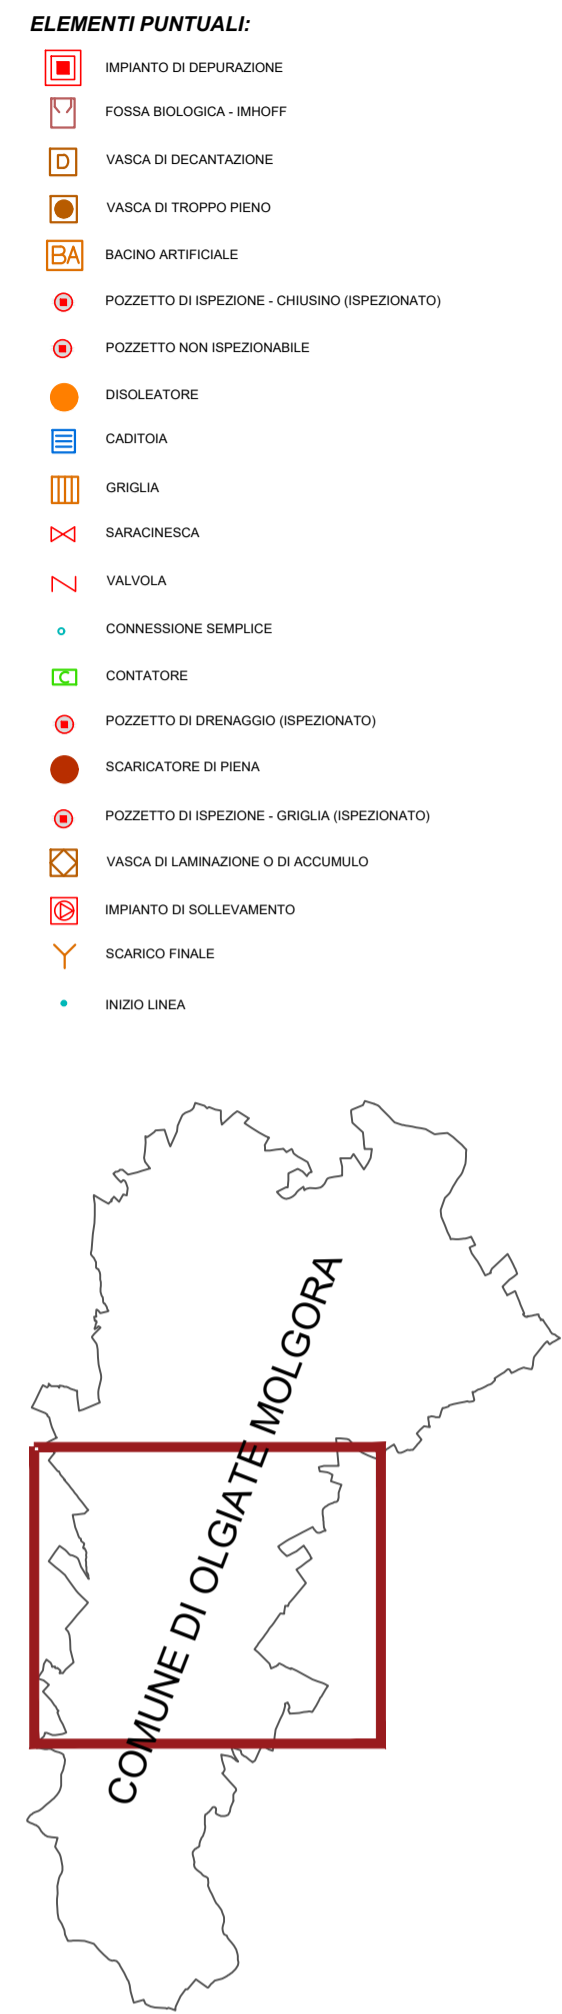 ELEMENTI PUNTUALI:
IMPIANTO DI DEPURAZIONE
FOSSA BIOLOGICA - IMHOFF
D VASCA DI DECANTAZIONE
VASCA DI TROPPO PIENO
BA BACINO ARTIFICIALE
POZZETTO DI ISPEZIONE - CHIUSINO (ISPEZIONATO)
POZZETTO NON ISPEZIONABILE
DISOLEATORE
CADITOIA
GRIGLIA
SARACINESCA
VALVOLA
CONNESSIONE SEMPLICE
C CONTATORE
POZZETTO DI DRENAGGIO (ISPEZIONATO)
SCARICATORE DI PIENA
POZZETTO DI ISPEZIONE - GRIGLIA (ISPEZIONATO)
VASCA DI LAMINAZIONE O DI ACCUMULO
IMPIANTO DI SOLLEVAMENTO
SCARICO FINALE
INIZIO LINEA
COMUNE DI OLGIATE MOLGORA